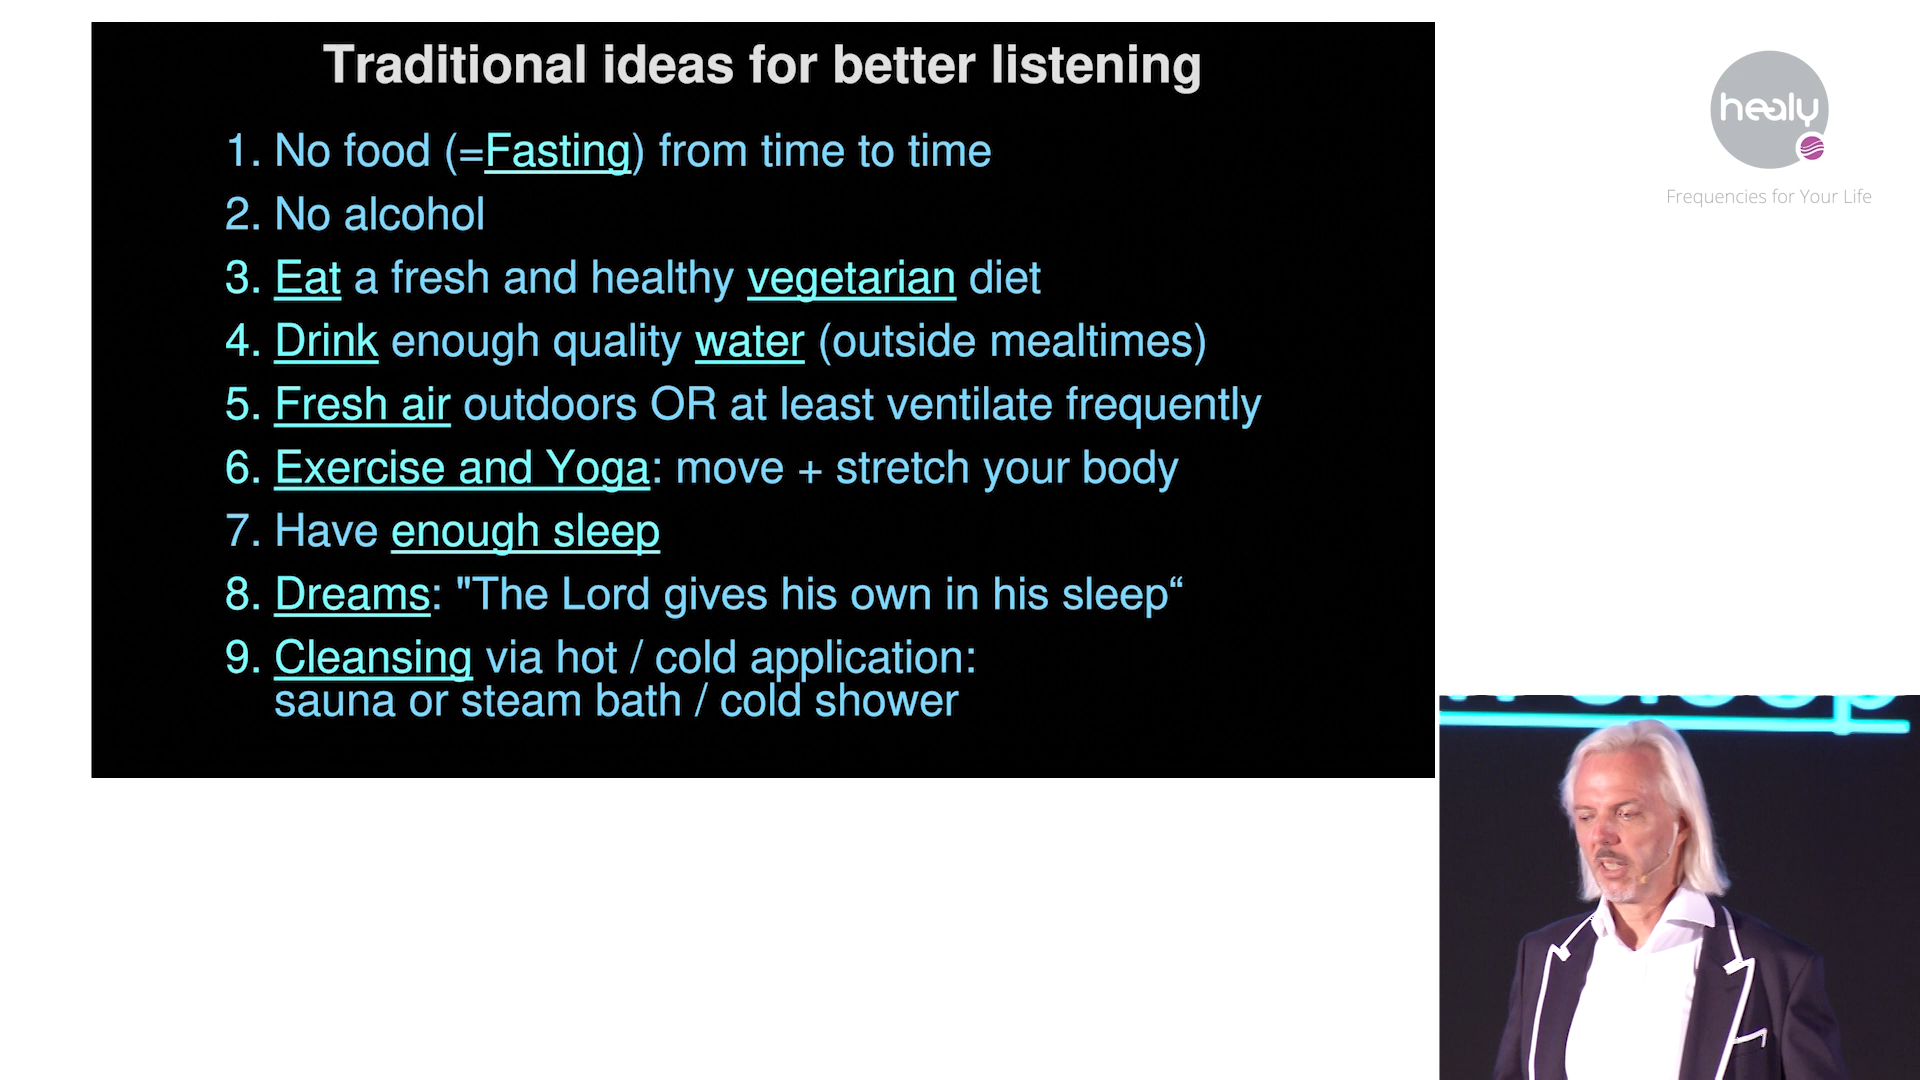 Traditional ideas for better listening
1. No food (=Fasting) from time to time
2. No alcohol
3. Eat a fresh and healthy vegetarian diet
4. Drink enough quality water (outside mealtimes)
5. Fresh air outdoors OR at least ventilate frequently
6. Exercise and Yoga: move + stretch your body
7. Have enough sleep
8. Dreams: "The Lord gives his own in his sleep“
9. Cleansing via hot / cold application:
sauna or steam bath / cold shower
healy
Frequencies for Your Life
sleep